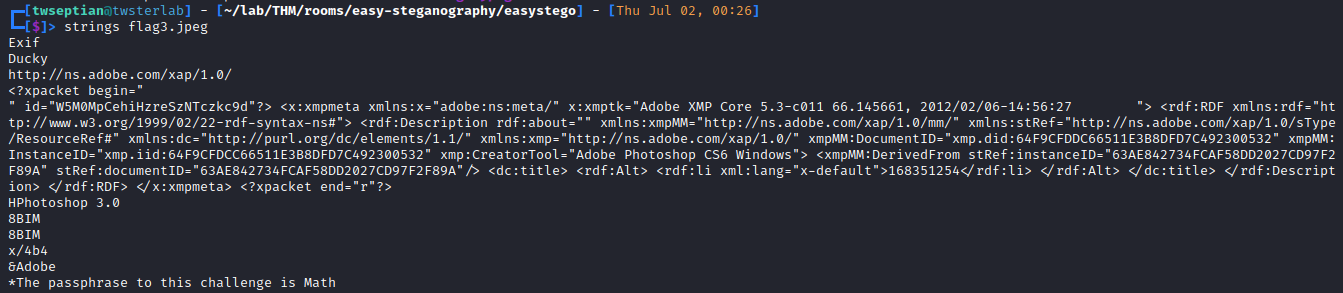 [twseptian@twsterlab] - [~/lab/THM/rooms/easy-steganography/easystego] - [Thu Jul 02, 00:26]
[$]> strings flag3.jpeg
Exif
Ducky
http://ns.adobe.com/xap/1.0/
<?xpacket begin="
" id="W5M0MpCehiHzreSzNTczkc9d"?> <x:xmpmeta xmlns:x="adobe:ns:meta/" x:xmptk="Adobe XMP Core 5.3-c011 66.145661, 2012/02/06-14:56:27        "> <rdf:RDF xmlns:rdf="ht
tp://www.w3.org/1999/02/22-rdf-syntax-ns#"> <rdf:Description rdf:about="" xmlns:xmpMM="http://ns.adobe.com/xap/1.0/mm/" xmlns:stRef="http://ns.adobe.com/xap/1.0/sType
/ResourceRef#" xmlns:dc="http://purl.org/dc/elements/1.1/" xmlns:xmp="http://ns.adobe.com/xap/1.0/" xmpMM:DocumentID="xmp.did:64F9CFDDC66511E3B8DFD7C492300532" xmpMM:
InstanceID="xmp.iid:64F9CFDCC66511E3B8DFD7C492300532" xmp:CreatorTool="Adobe Photoshop CS6 Windows"> <xmpMM:DerivedFrom stRef:instanceID="63AE842734FCAF58DD2027CD97F2
F89A" stRef:documentID="63AE842734FCAF58DD2027CD97F2F89A"/> <dc:title> <rdf:Alt> <rdf:li xml:lang="x-default">168351254</rdf:li> </rdf:Alt> </dc:title> </rdf:Descript
ion> </rdf:RDF> </x:xmpmeta> <?xpacket end="r"?>
HPhotoshop 3.0
8BIM
8BIM
x/4b4
&Adobe
*The passphrase to this challenge is Math